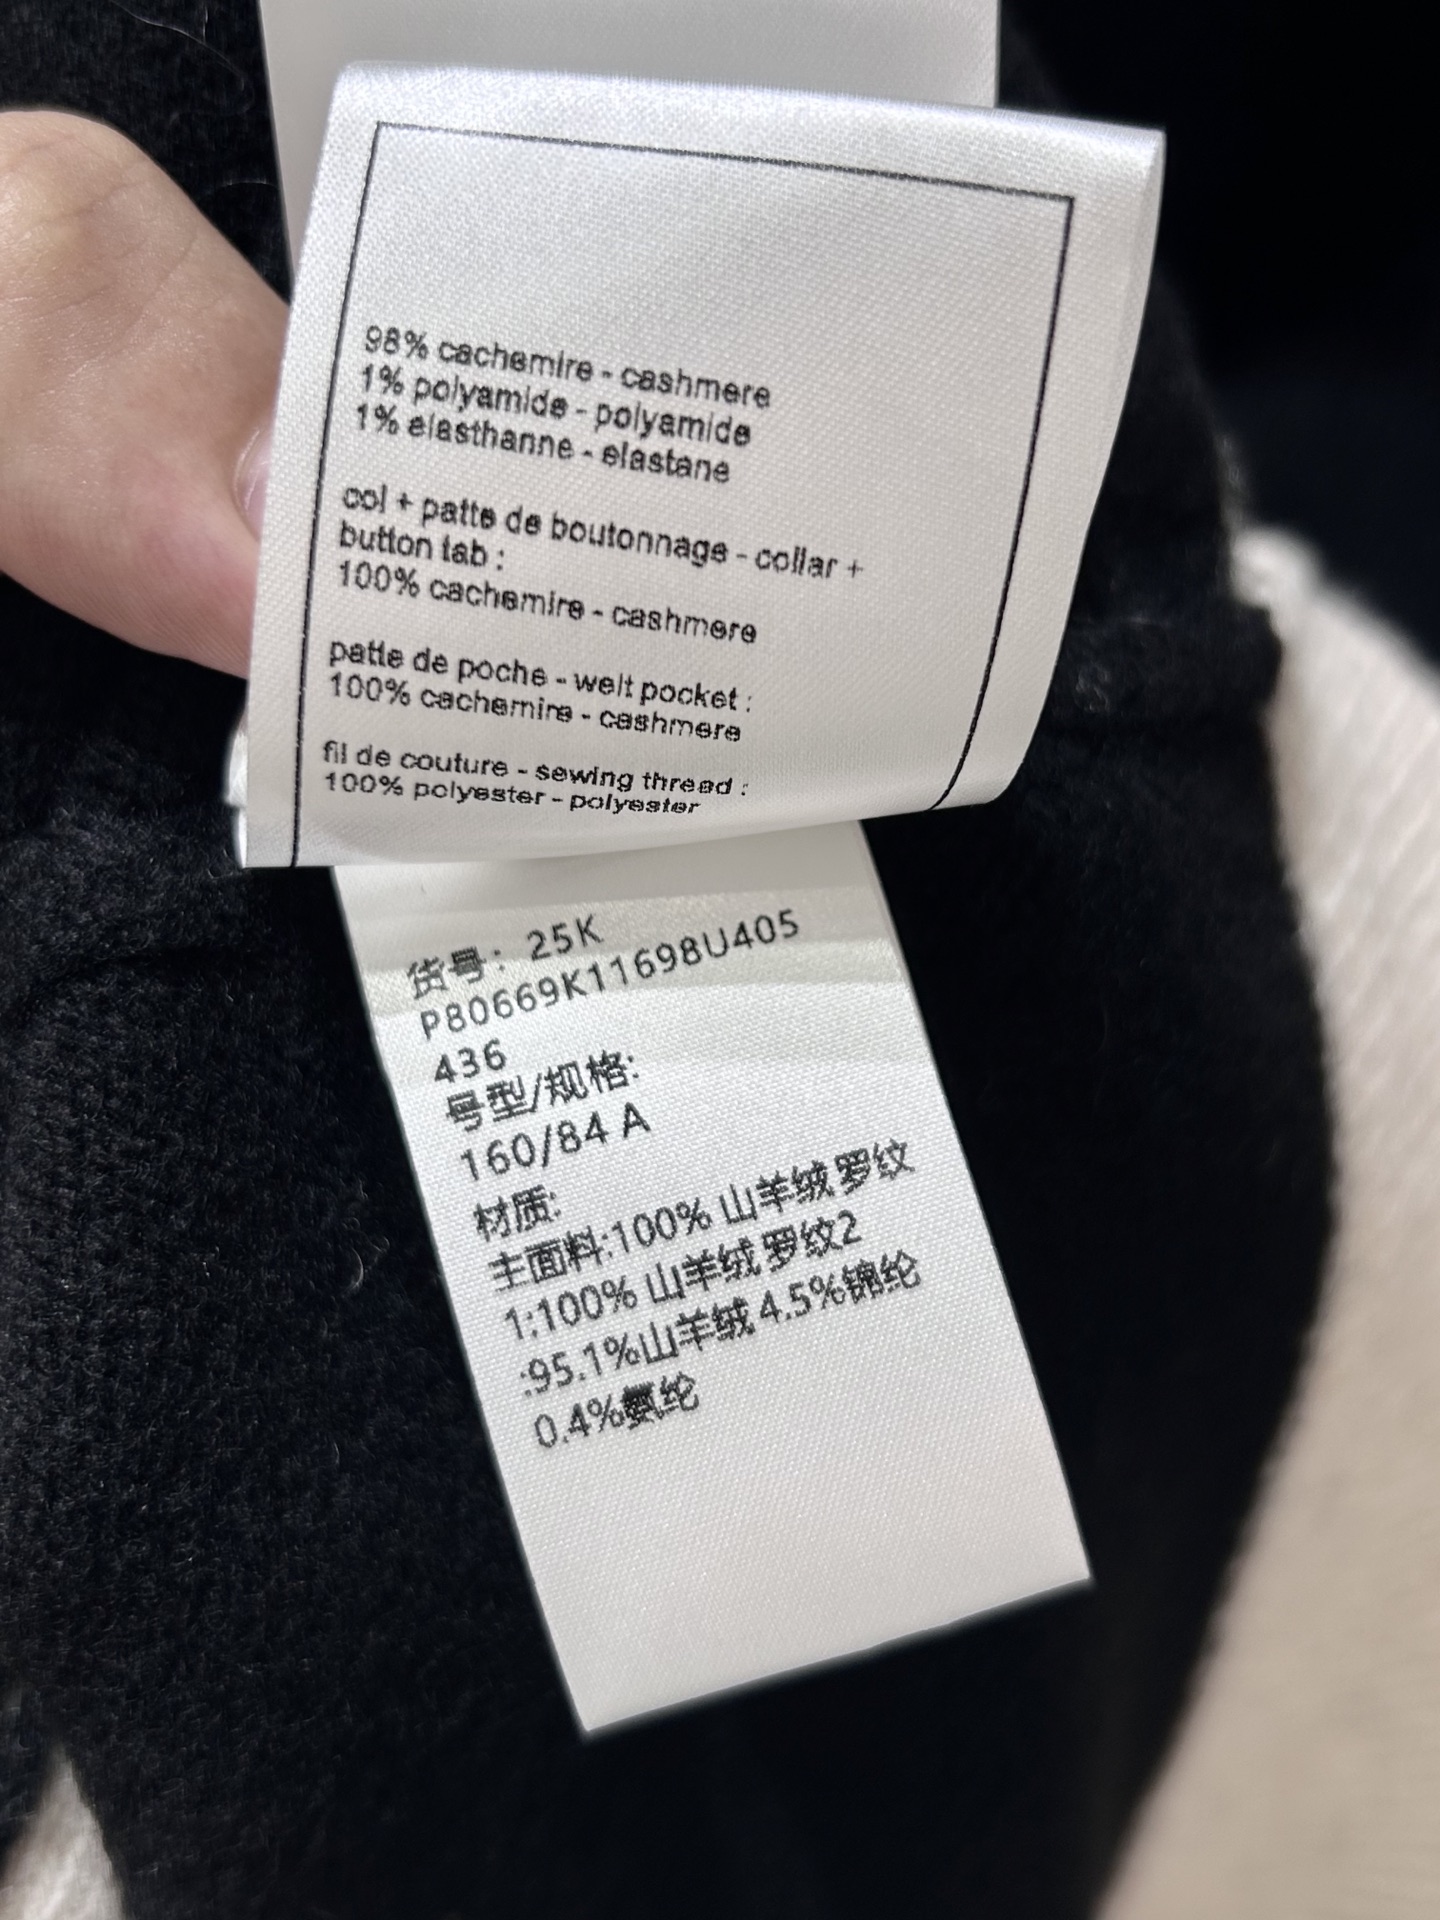 98% cachemire - cashmere
1% polyamide - polyamide
1% élasthanne - elastane
col + patte de boutonnage - collar +
button tab :
100% cachemire - cashmere
patte de poche - welt pocket :
100% cachemire - cashmere
fil de couture - sewing thread :
100% polyester - polyester
货号: 25K
P80669K11698U405
436
号型/规格:
160/84 A
材质:
主面料:100% 山羊绒 罗纹
1:100% 山羊绒 罗纹2
:95.1%山羊绒 4.5%锦纶
0.4%氨纶